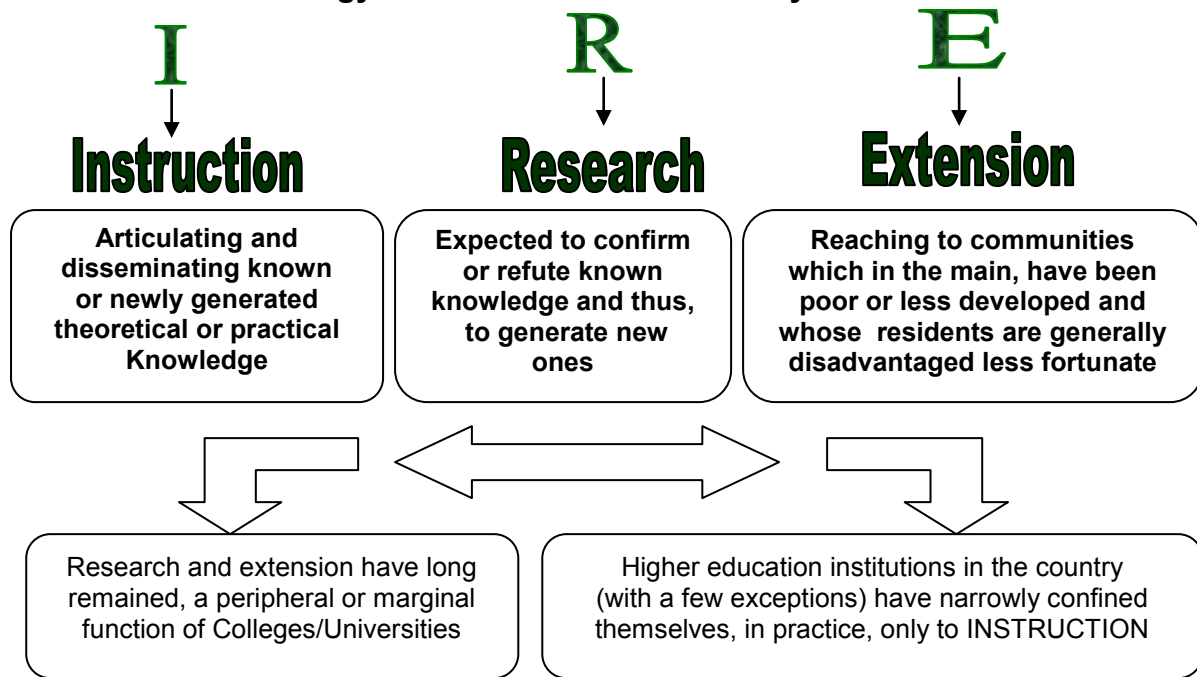 I
R
E
Instruction
Research
Extension
Articulating and
disseminating known
or newly generated
theoretical or practical
Knowledge
Expected to confirm
or refute known
knowledge and thus,
to generate new
ones
Reaching to communities
which in the main, have been
poor or less developed and
whose residents are generally
disadvantaged less fortunate
Research and extension have long
remained, a peripheral or marginal
function of Colleges/Universities
Higher education institutions in the country
(with a few exceptions) have narrowly confined
themselves, in practice, only to INSTRUCTION